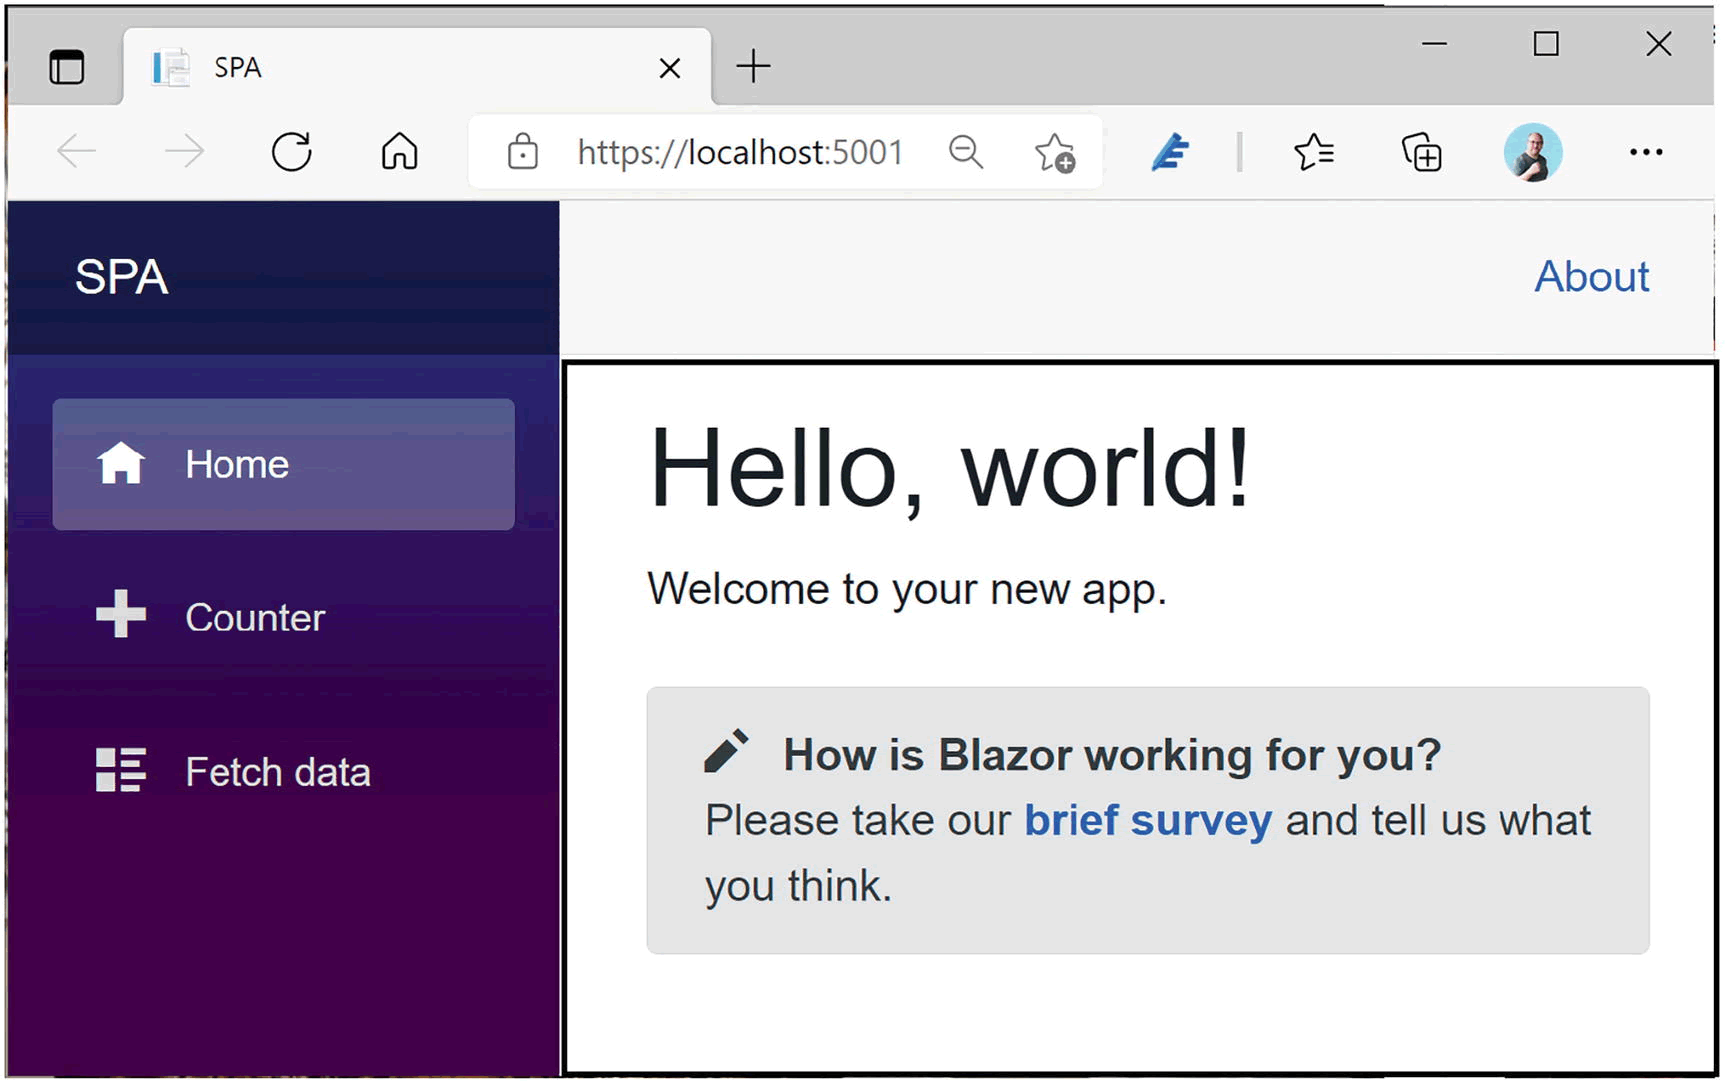 SPA
https://localhost:5001
SPA
About
Home
Counter
Fetch data
Hello, world!
Welcome to your new app.
How is Blazor working for you?
Please take our brief survey and tell us what
you think.